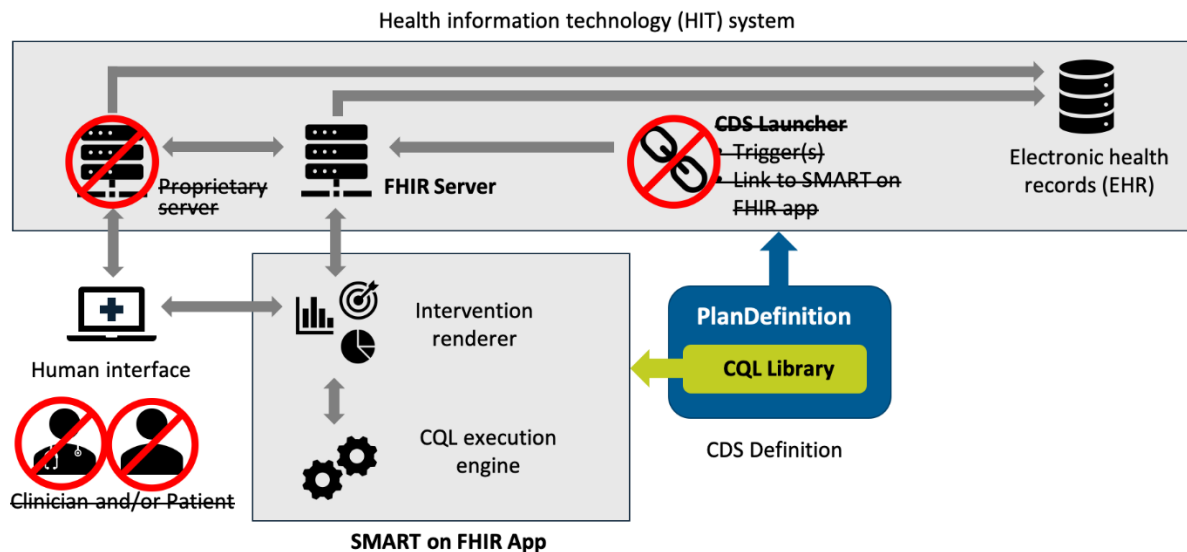 Health information technology (HIT) system
Proprietary
server
FHIR Server
CDS Launcher
• Trigger(s)
• Link to SMART on
FHIR app
Electronic health
records (EHR)
Human interface
Clinician and/or Patient
Intervention
renderer
CQL execution
engine
SMART on FHIR App
PlanDefinition
CQL Library
CDS Definition